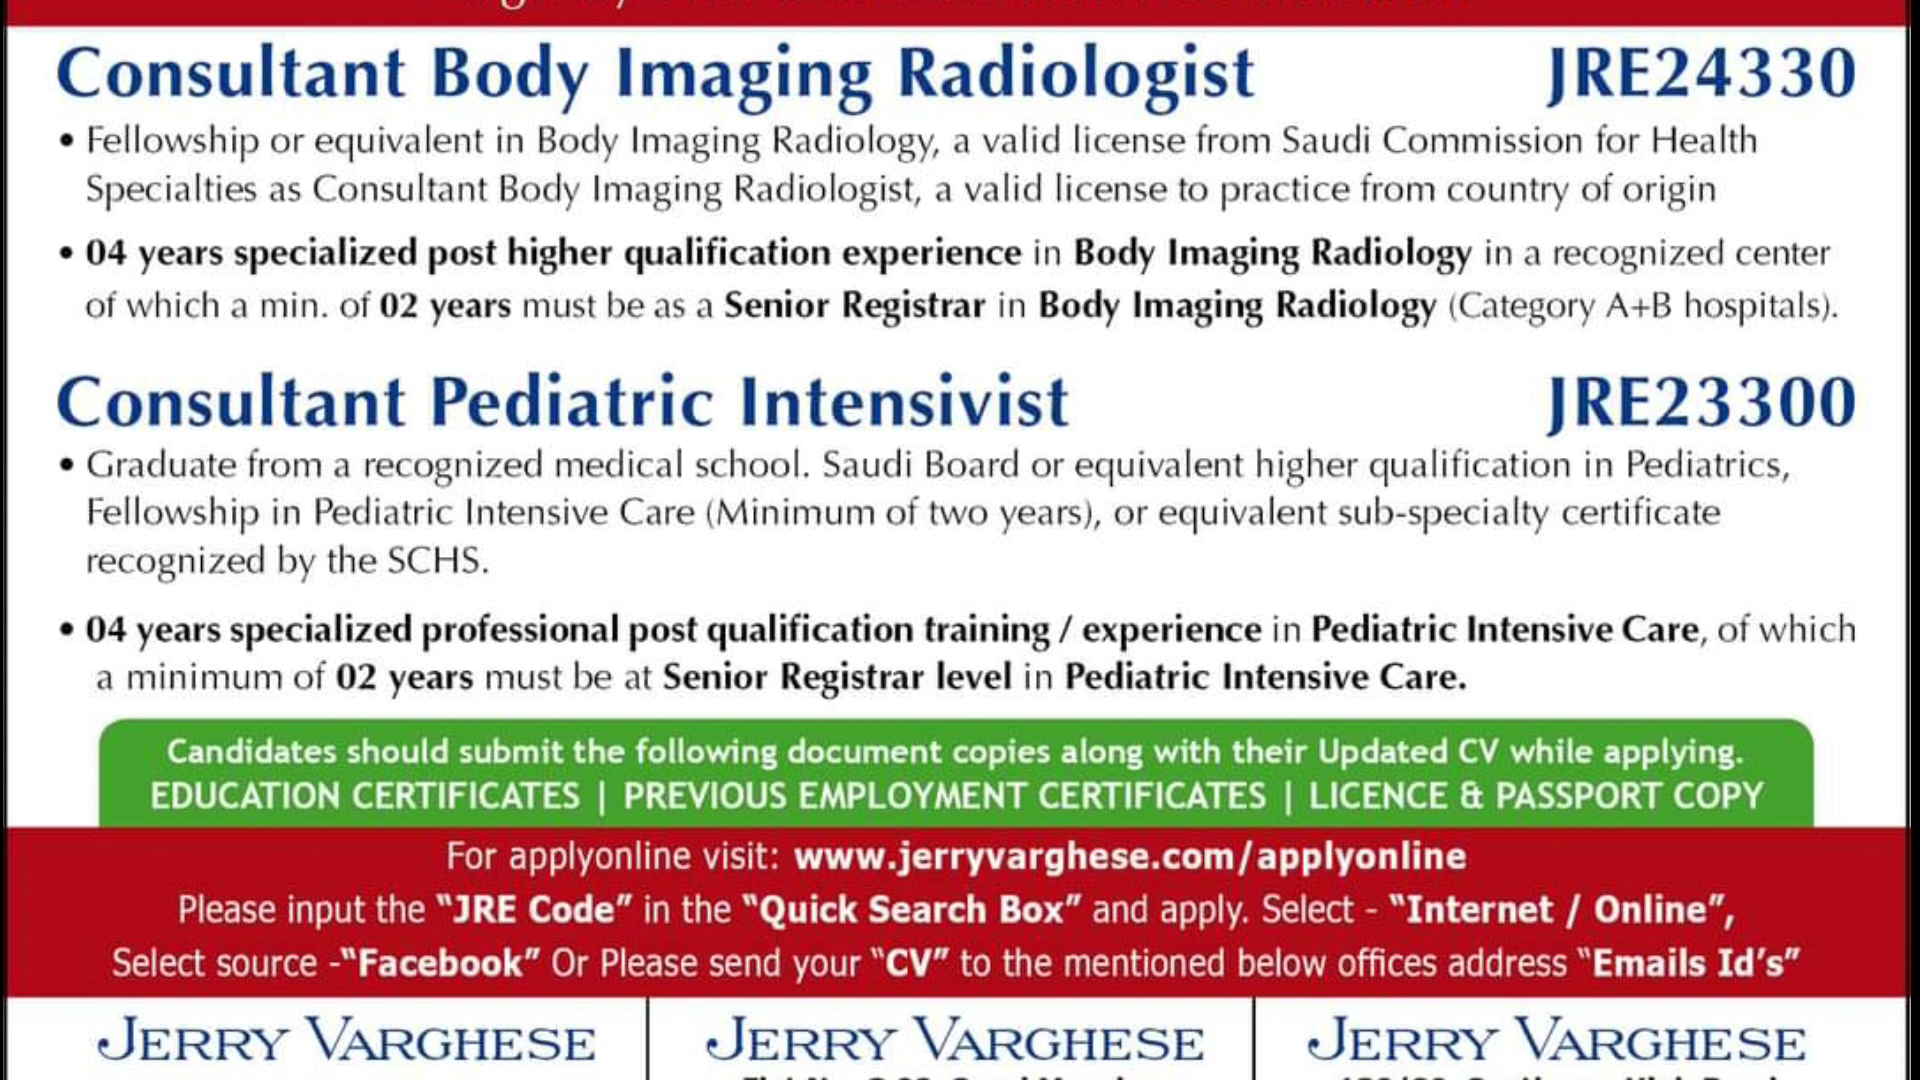 Consultant Body Imaging Radiologist JRE24330
• Fellowship or equivalent in Body Imaging Radiology, a valid license from Saudi Commission for Health
Specialties as Consultant Body Imaging Radiologist, a valid license to practice from country of origin
• 04 years specialized post higher qualification experience in Body Imaging Radiology in a recognized center
of which a min. of 02 years must be as a Senior Registrar in Body Imaging Radiology (Category A+B hospitals).
Consultant Pediatric Intensivist JRE23300
• Graduate from a recognized medical school. Saudi Board or equivalent higher qualification in Pediatrics,
Fellowship in Pediatric Intensive Care (Minimum of two years), or equivalent sub-specialty certificate
recognized by the SCHS.
• 04 years specialized professional post qualification training / experience in Pediatric Intensive Care, of which
a minimum of 02 years must be at Senior Registrar level in Pediatric Intensive Care.
Candidates should submit the following document copies along with their Updated CV while applying.
EDUCATION CERTIFICATES | PREVIOUS EMPLOYMENT CERTIFICATES | LICENCE & PASSPORT COPY
For applyonline visit: www.jerryvarghese.com/applyonline
Please input the "JRE Code" in the "Quick Search Box" and apply. Select - "Internet / Online",
Select source -"Facebook" Or Please send your "CV" to the mentioned below offices address "Emails Id's"
JERRY VARGHESE JERRY VARGHESE JERRY VARGHESE